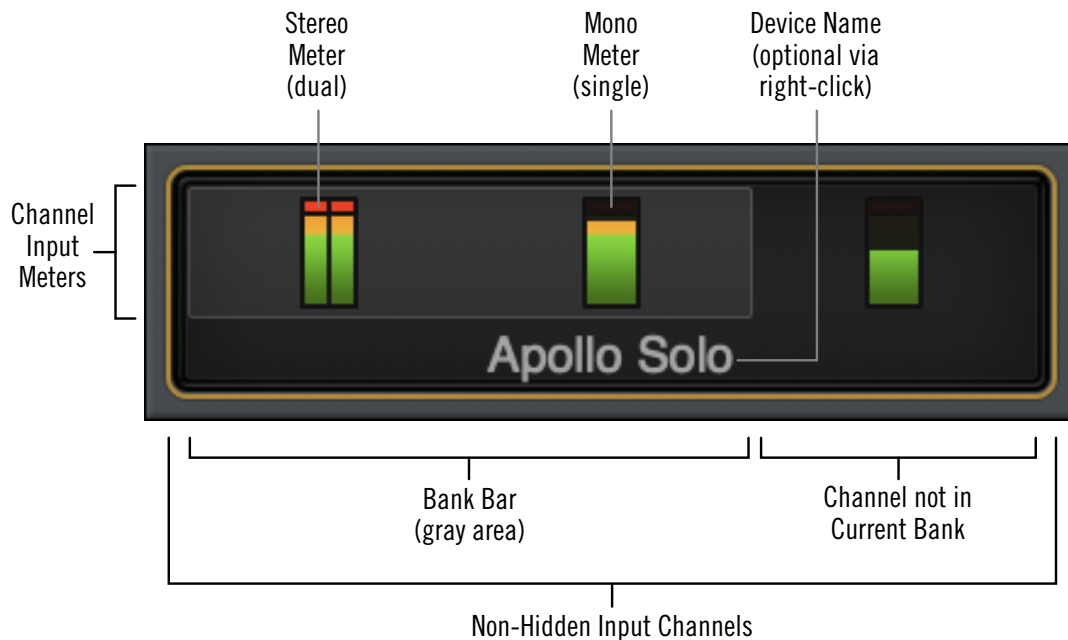 Stereo
Meter
(dual)
Mono
Meter
(single)
Device Name
(optional via
right-click)
Channel
Input
Meters
Apollo Solo
Bank Bar
(gray area)
Channel not in
Current Bank
Non-Hidden Input Channels